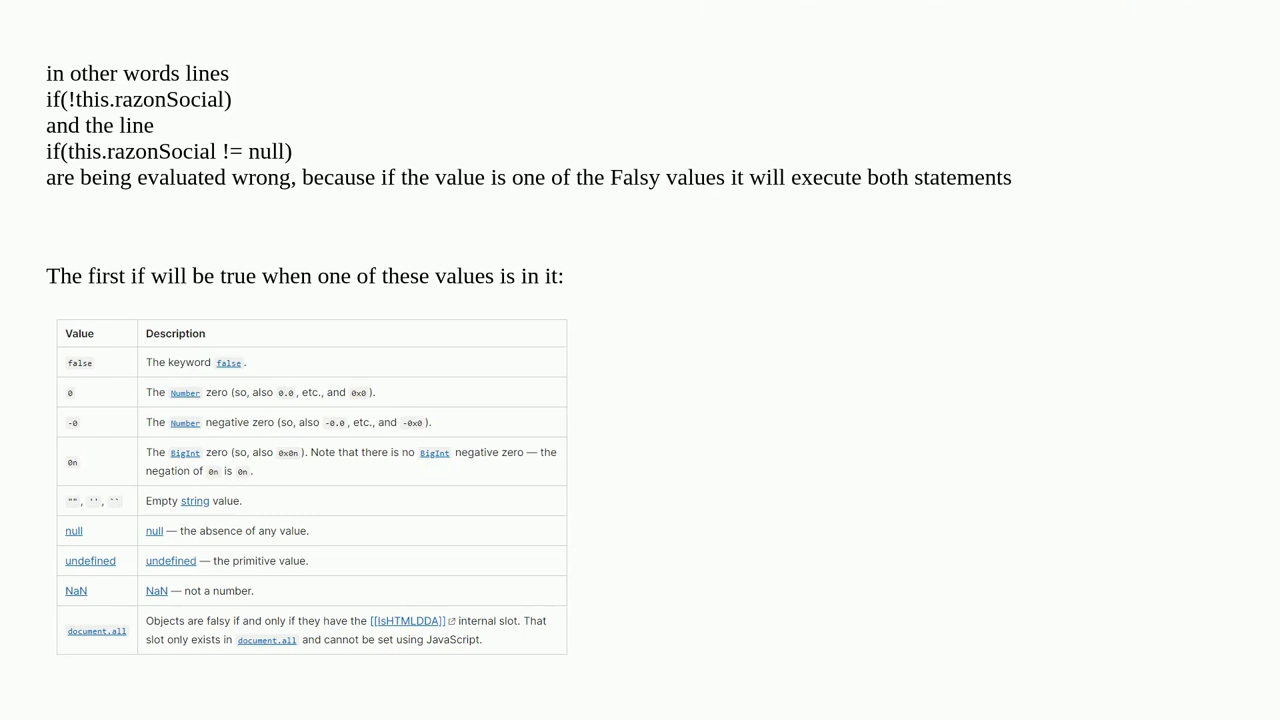 in other words lines
if(!this.razonSocial)
and the line
if(this.razonSocial != null)
are being evaluated wrong, because if the value is one of the Falsy values it will execute both statements
The first if will be true when one of these values is in it:
Value Description
false The keyword false.
0 The Number zero (so, also 0.0, etc., and 0x0).
-0 The Number negative zero (so, also -0.0, etc., and -0x0).
0n The BigInt zero (so, also 0x0n). Note that there is no BigInt negative zero — the
negation of 0n is 0n.
"", '', `` Empty string value.
null null — the absence of any value.
undefined undefined — the primitive value.
NaN NaN — not a number.
document.all Objects are falsy if and only if they have the [[IsHTMLDDA]] internal slot. That
slot only exists in document.all and cannot be set using JavaScript.